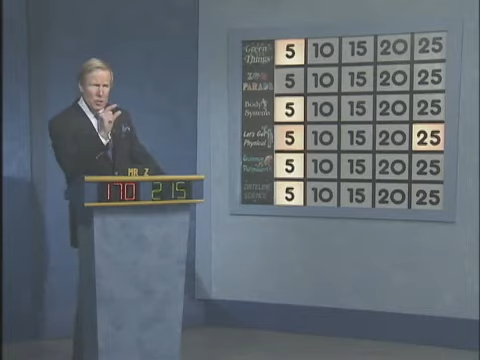 Green Things 5 10 15 20 25
ZOO PARADE 5 10 15 20 25
Body Systems 5 10 15 20 25
Let's Get Physical 5 10 15 20 25
5 10 15 20 25
DATELINE SCIENCE 5 10 15 20 25
MR Z
170 215